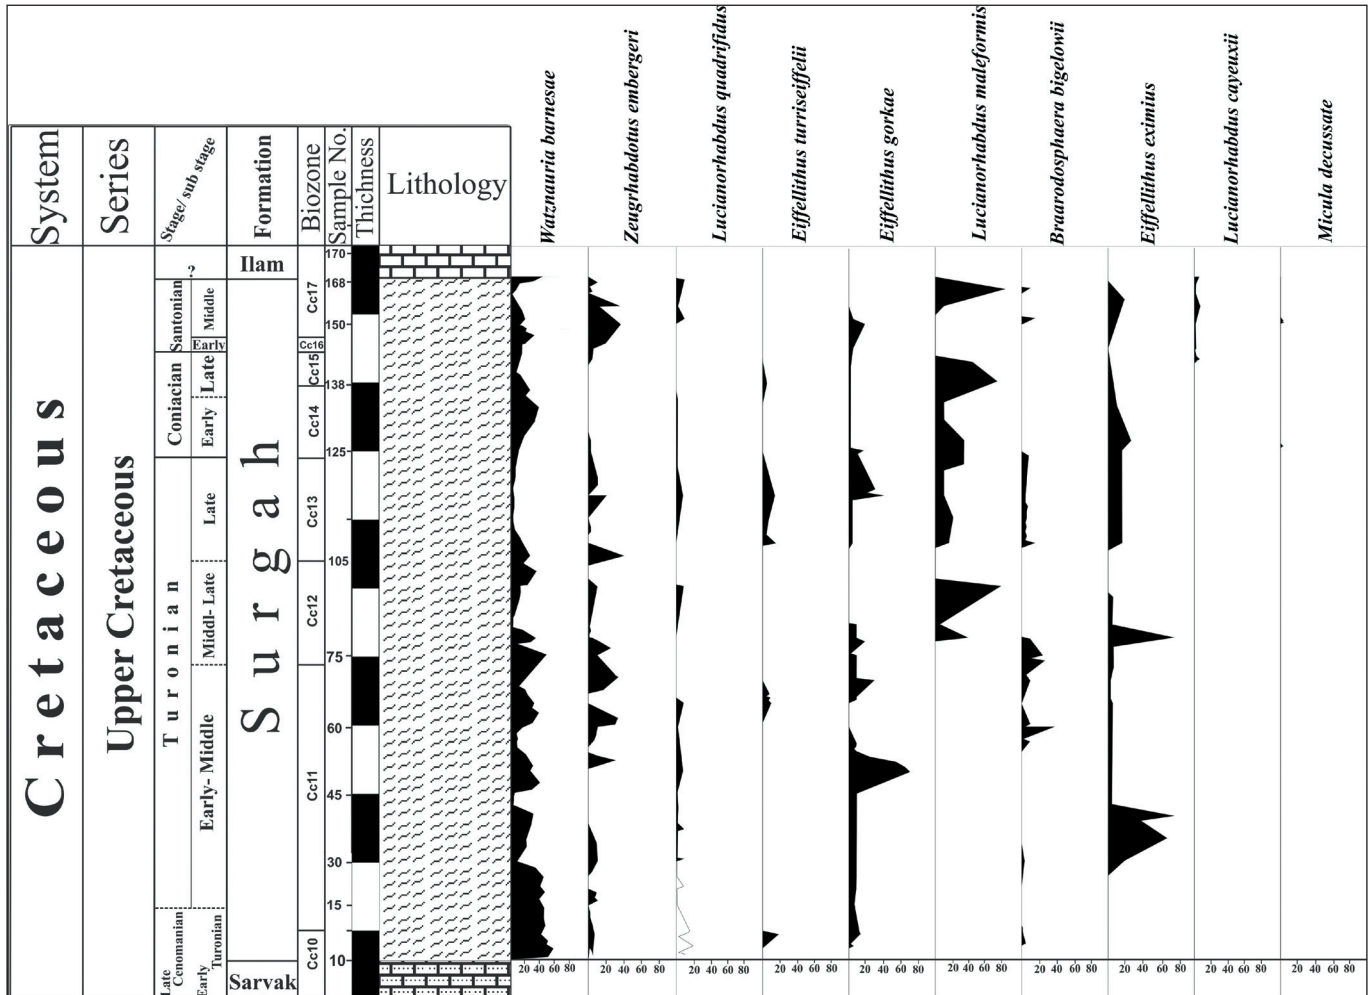 System
Series
Stage/ sub stage
Formation
Biozone
Sample No.
Thichness
Lithology
Watznauria barnesae
Zeugrhabdotus embergeri
Lucianorhabdus quadrifidus
Eiffellithus turriseiffelii
Eiffellithus gorkae
Lucianorhabdus maleformis
Braarodosphaera bigelowii
Eiffellithus eximius
Lucianorhabdus cayeuxii
Micula decussate
Cretaceous
Upper Cretaceous
?
Santonian
Middle
Early
Coniacian
Late
Early
Turonian
Late
Middl- Late
Early- Middle
Late
Cenomanian
Early
Turonian
Ilam
Surgah
Sarvak
Cc17
Cc16
Cc15
Cc14
Cc13
Cc12
Cc11
Cc10
170
168
150
138
125
105
75
60
45
30
15
10
20 40 60 80
20 40 60 80
20 40 60 80
20 40 60 80
20 40 60 80
20 40 60 80
20 40 60 80
20 40 60 80
20 40 60 80
20 40 60 80